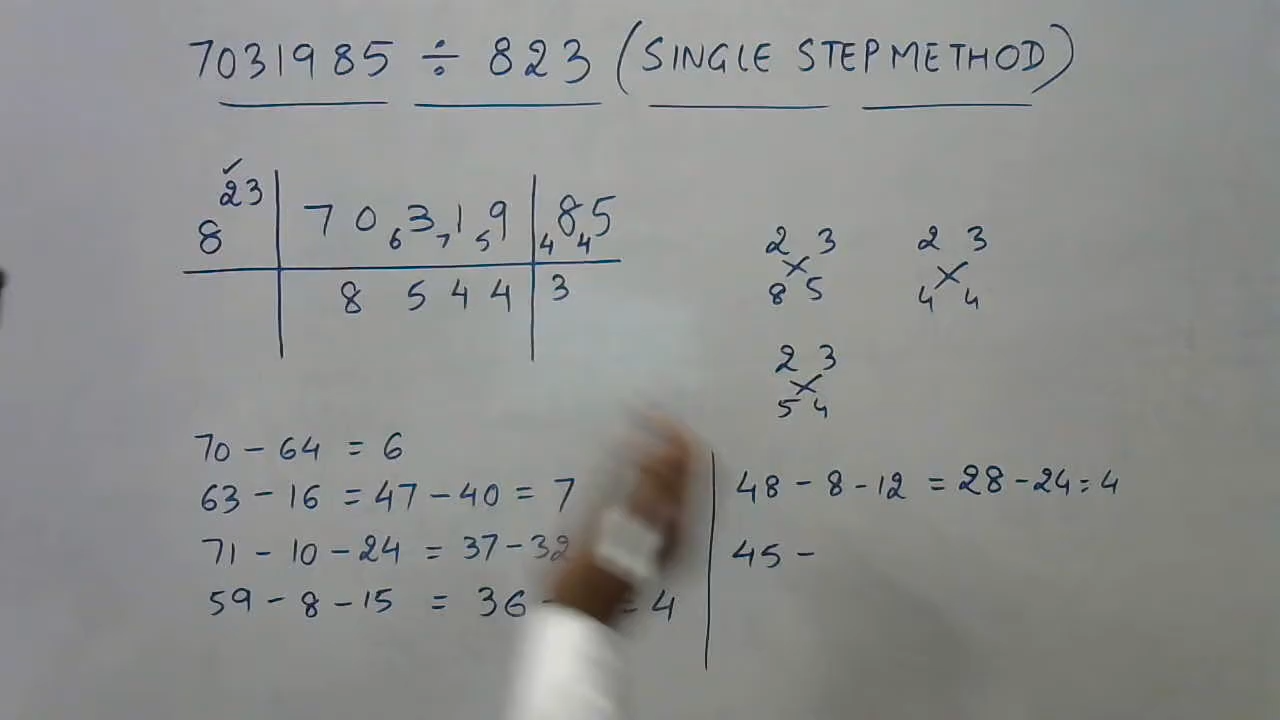 7031985 ÷ 823 (SINGLE STEP METHOD)
8 23 | 7 0 6 3 7 1 5 9 | 4 8 4 5
8 5 4 4 | 3
2 3
8 5
2 3
4 4
2 3
5 4
70 - 64 = 6
63 - 16 = 47 - 40 = 7
71 - 10 - 24 = 37 - 32
59 - 8 - 15 = 36 - = 4
48 - 8 - 12 = 28 - 24 = 4
45 -